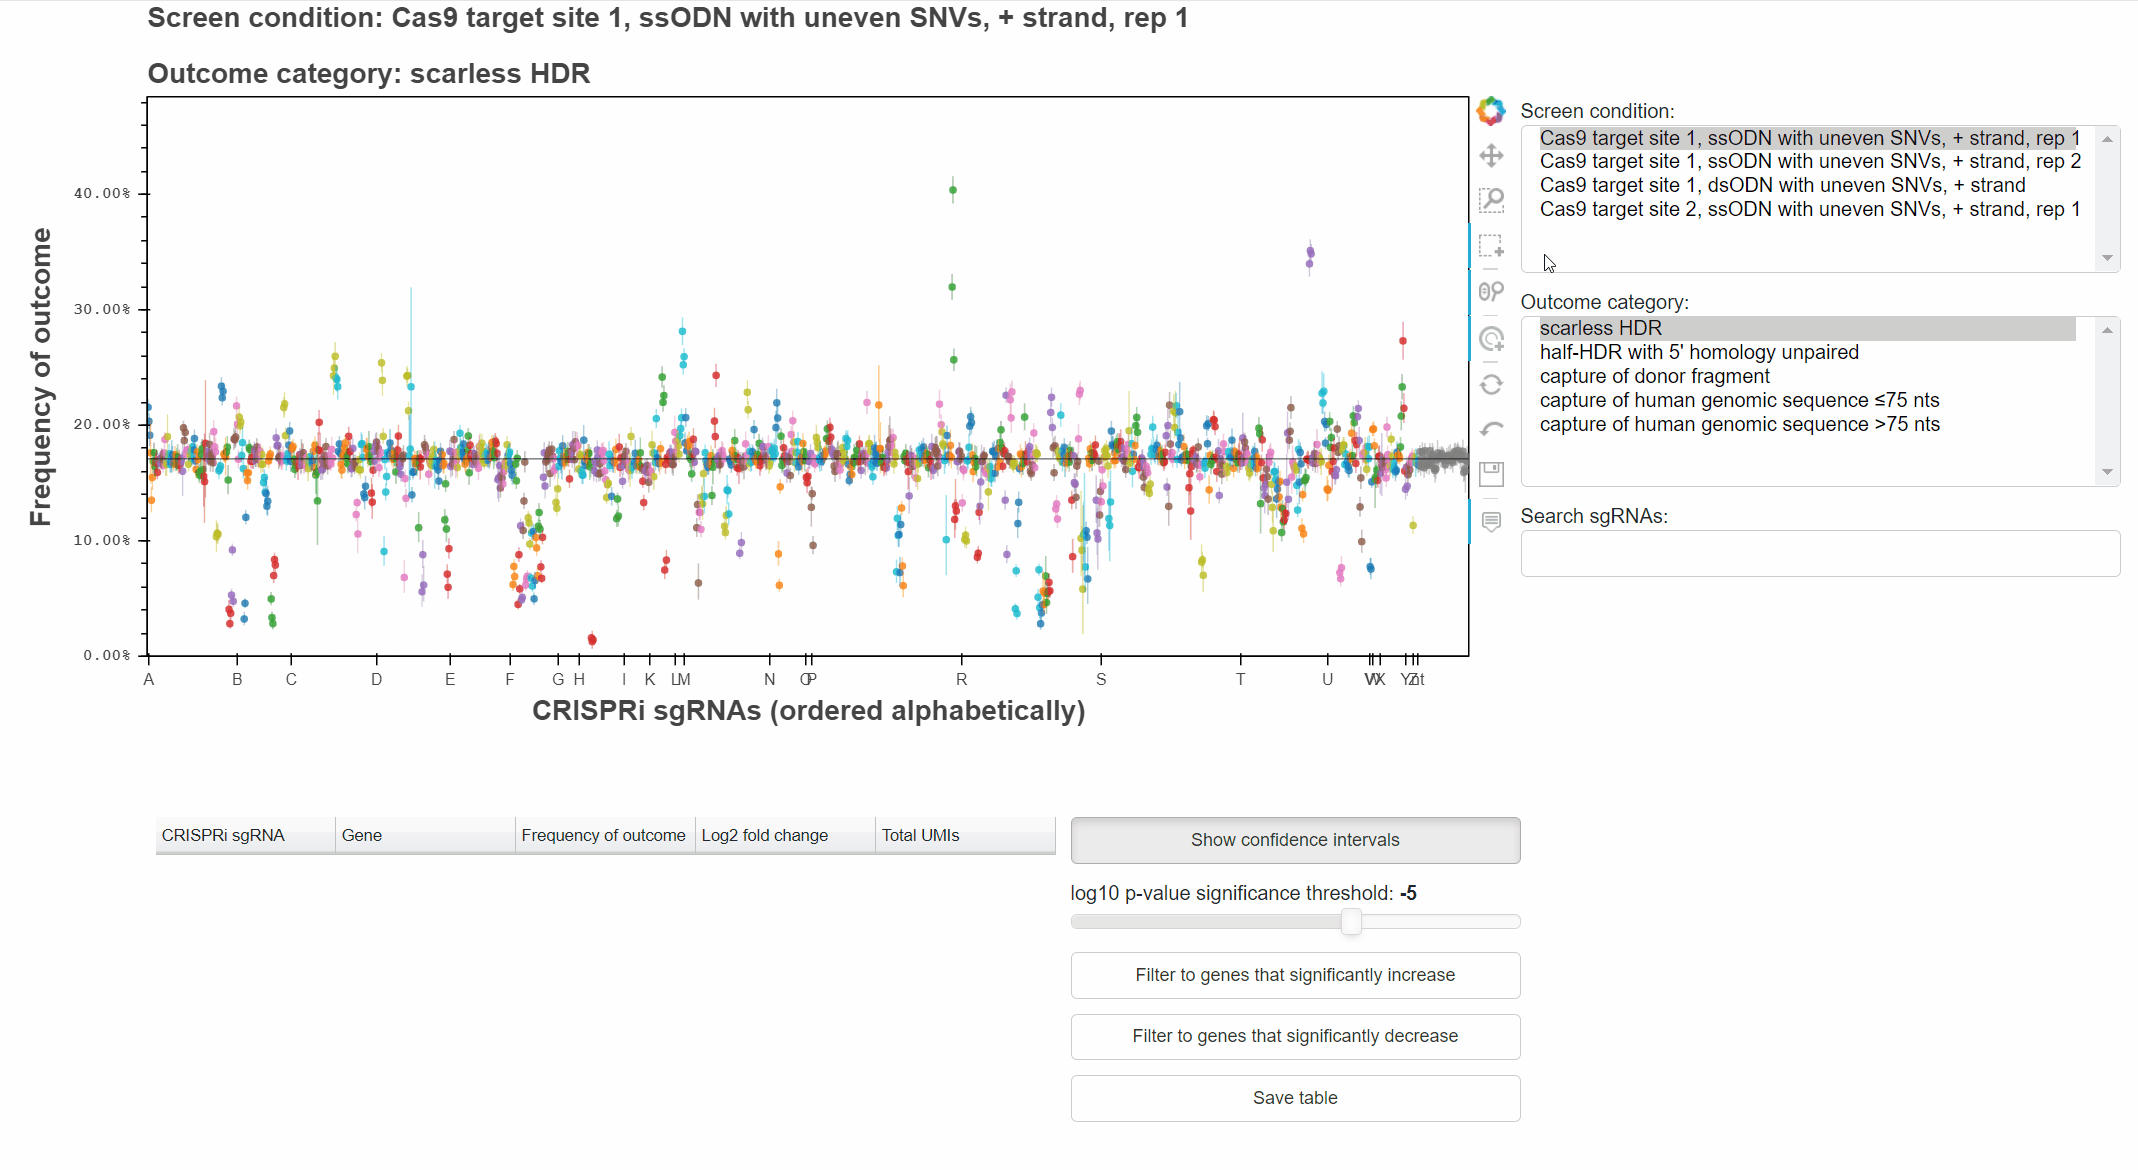 Screen condition: Cas9 target site 1, ssODN with uneven SNVs, + strand, rep 1
Outcome category: scarless HDR
Frequency of outcome
40.00%
30.00%
20.00%
10.00%
0.00%
A B C D E F G H I K L M N O P R S T U V W X Y Z nt
CRISPRi sgRNAs (ordered alphabetically)
Screen condition:
Cas9 target site 1, ssODN with uneven SNVs, + strand, rep 1
Cas9 target site 1, ssODN with uneven SNVs, + strand, rep 2
Cas9 target site 1, dsODN with uneven SNVs, + strand
Cas9 target site 2, ssODN with uneven SNVs, + strand, rep 1
Outcome category:
scarless HDR
half-HDR with 5' homology unpaired
capture of donor fragment
capture of human genomic sequence ≤75 nts
capture of human genomic sequence >75 nts
Search sgRNAs:
CRISPRi sgRNA Gene Frequency of outcome Log2 fold change Total UMIs
Show confidence intervals
log10 p-value significance threshold: -5
Filter to genes that significantly increase
Filter to genes that significantly decrease
Save table